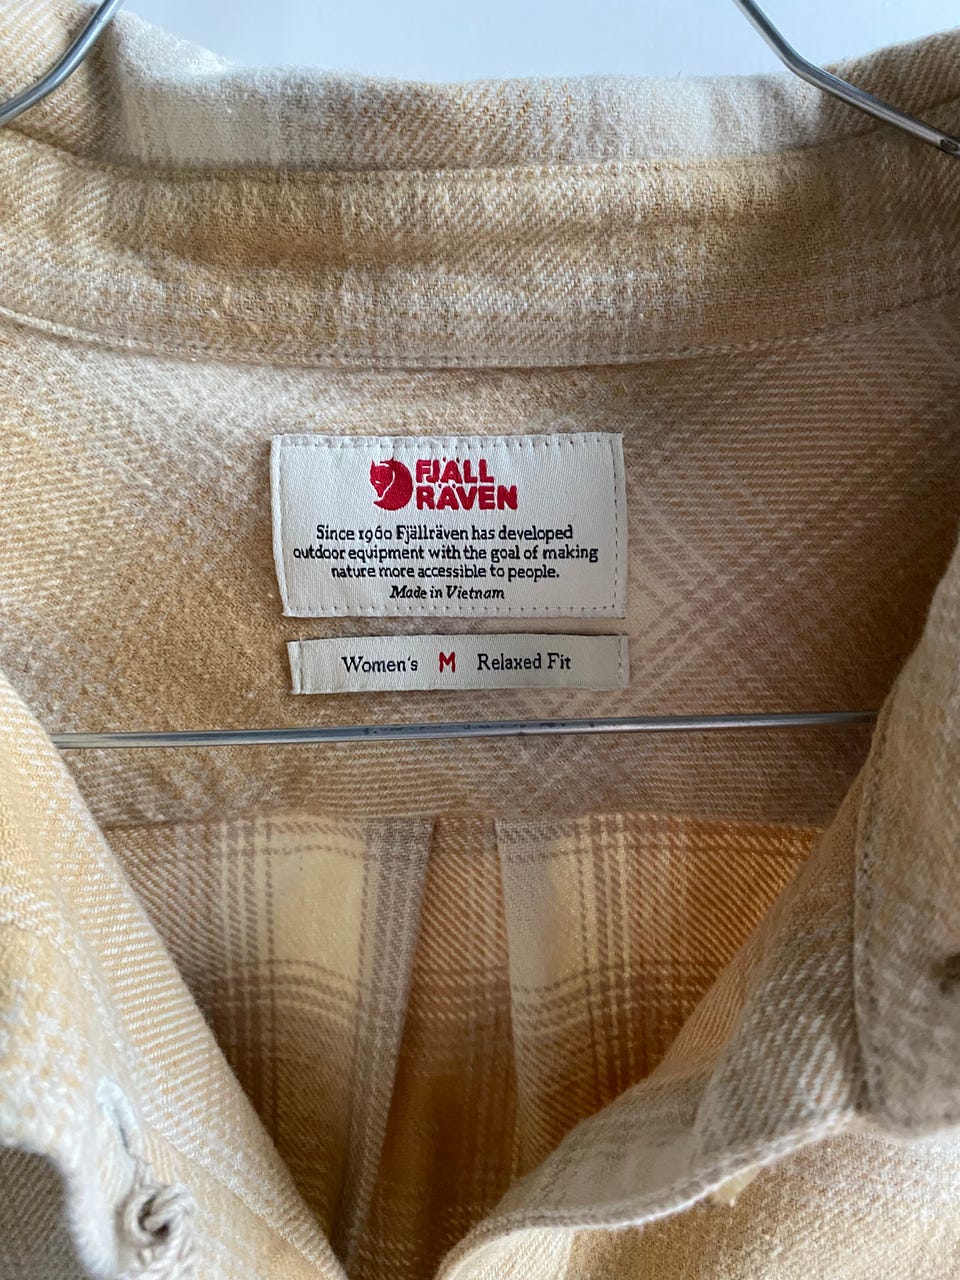 FJÄLL
RÄVEN
Since 1960 Fjällräven has developed
outdoor equipment with the goal of making
nature more accessible to people.
Made in Vietnam
Women's M Relaxed Fit